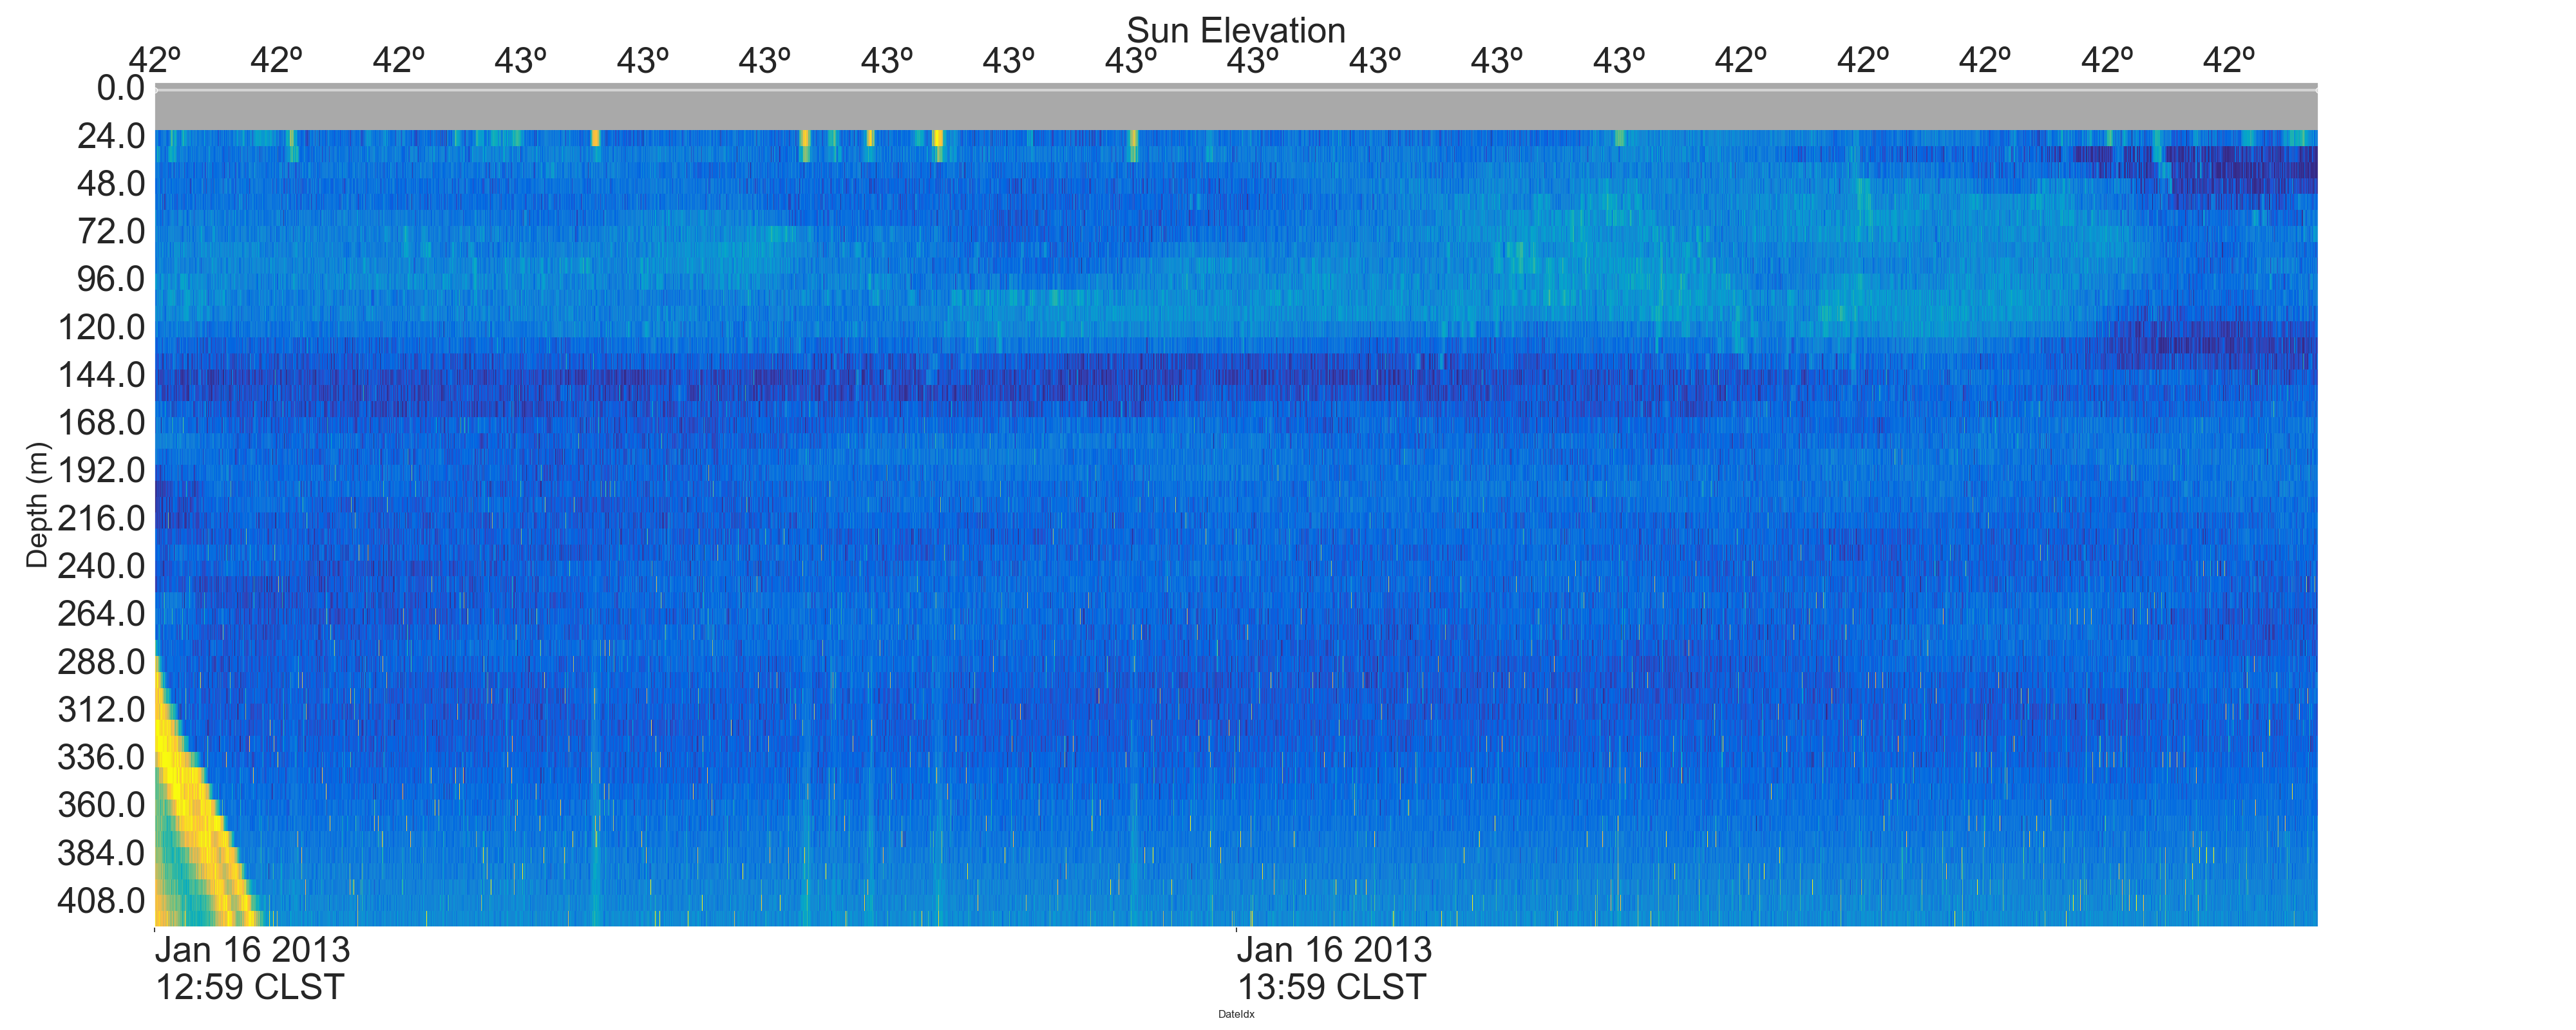 Sun Elevation
42º 42º 42º 43º 43º 43º 43º 43º 43º 43º 43º 43º 43º 42º 42º 42º 42º 42º
0.0
24.0
48.0
72.0
96.0
120.0
144.0
168.0
192.0
216.0
240.0
264.0
288.0
312.0
336.0
360.0
384.0
408.0
Depth (m)
Jan 16 2013
12:59 CLST
Jan 16 2013
13:59 CLST
DateIdx